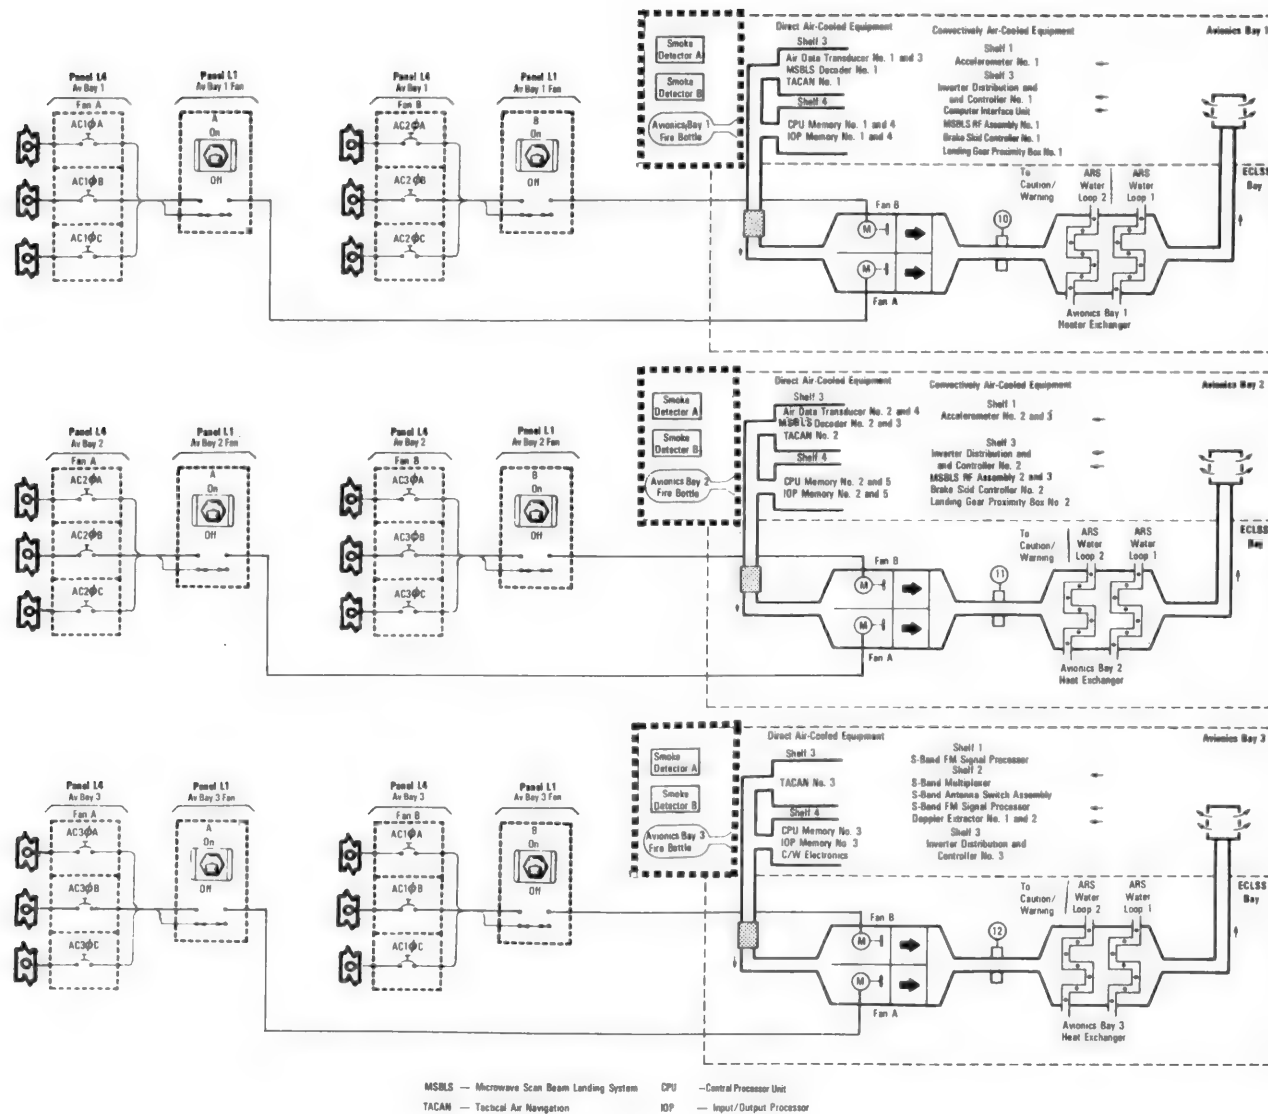 Panel L4
Av Bay 1
Fan A
AC1ϕA
AC1ϕB
AC1ϕC
Panel L1
Av Bay 1 Fan
A
On
Off
Panel L4
Av Bay 1
Fan B
AC2ϕA
AC2ϕB
AC2ϕC
Panel L1
Av Bay 1 Fan
B
On
Off
Smoke
Detector A
Smoke
Detector B
Avionics Bay 1
Fire Bottle
Direct Air-Cooled Equipment
Shelf 3
Air Data Transducer No. 1 and 3
MSBLS Decoder No. 1
TACAN No. 1
Shelf 4
CPU Memory No. 1 and 4
IOP Memory No. 1 and 4
Convectively Air-Cooled Equipment
Shelf 1
Accelerometer No. 1
Shelf 3
Inverter Distribution and
and Controller No. 1
Computer Interface Unit
MSBLS RF Assembly No. 1
Brake Skid Controller No. 1
Landing Gear Proximity Box No. 1
Avionics Bay 1
ECLSS
Bay
To
Caution/
Warning
ARS
Water
Loop 2
ARS
Water
Loop 1
Fan B
M
M
Fan A
10
Avionics Bay 1
Heater Exchanger
Panel L4
Av Bay 2
Fan A
AC2ϕA
AC2ϕB
AC2ϕC
Panel L1
Av Bay 2 Fan
A
On
Off
Panel L4
Av Bay 2
Fan B
AC3ϕA
AC3ϕB
AC3ϕC
Panel L1
Av Bay 2 Fan
B
On
Off
Smoke
Detector A
Smoke
Detector B
Avionics Bay 2
Fire Bottle
Direct Air-Cooled Equipment
Shelf 3
Air Data Transducer No. 2 and 4
MSBLS Decoder No. 2 and 3
TACAN No. 2
Shelf 4
CPU Memory No. 2 and 5
IOP Memory No. 2 and 5
Convectively Air-Cooled Equipment
Shelf 1
Accelerometer No. 2 and 3
Shelf 3
Inverter Distribution and
and Controller No. 2
MSBLS RF Assembly 2 and 3
Brake Skid Controller No. 2
Landing Gear Proximity Box No 2
Avionics Bay 2
ECLSS
Bay
To
Caution/
Warning
ARS
Water
Loop 2
ARS
Water
Loop 1
Fan B
M
M
Fan A
11
Avionics Bay 2
Heat Exchanger
Panel L4
Av Bay 3
Fan A
AC3ϕA
AC3ϕB
AC3ϕC
Panel L1
Av Bay 3 Fan
A
On
Off
Panel L4
Av Bay 3
Fan B
AC1ϕA
AC1ϕB
AC1ϕC
Panel L1
Av Bay 3 Fan
B
On
Off
Smoke
Detector A
Smoke
Detector B
Avionics Bay 3
Fire Bottle
Direct Air-Cooled Equipment
Shelf 3
TACAN No. 3
Shelf 4
CPU Memory No. 3
IOP Memory No. 3
C/W Electronics
Shelf 1
S-Band FM Signal Processor
Shelf 2
S-Band Multiplexer
S-Band Antenna Switch Assembly
S-Band FM Signal Processor
Doppler Extractor No. 1 and 2
Shelf 3
Inverter Distribution and
Controller No. 3
Avionics Bay 3
ECLSS
Bay
To
Caution/
Warning
ARS
Water
Loop 2
ARS
Water
Loop 1
Fan B
M
M
Fan A
12
Avionics Bay 3
Heat Exchanger
MSBLS — Microwave Scan Beam Landing System
CPU — Central Processor Unit
TACAN — Tactical Air Navigation
IOP — Input/Output Processor